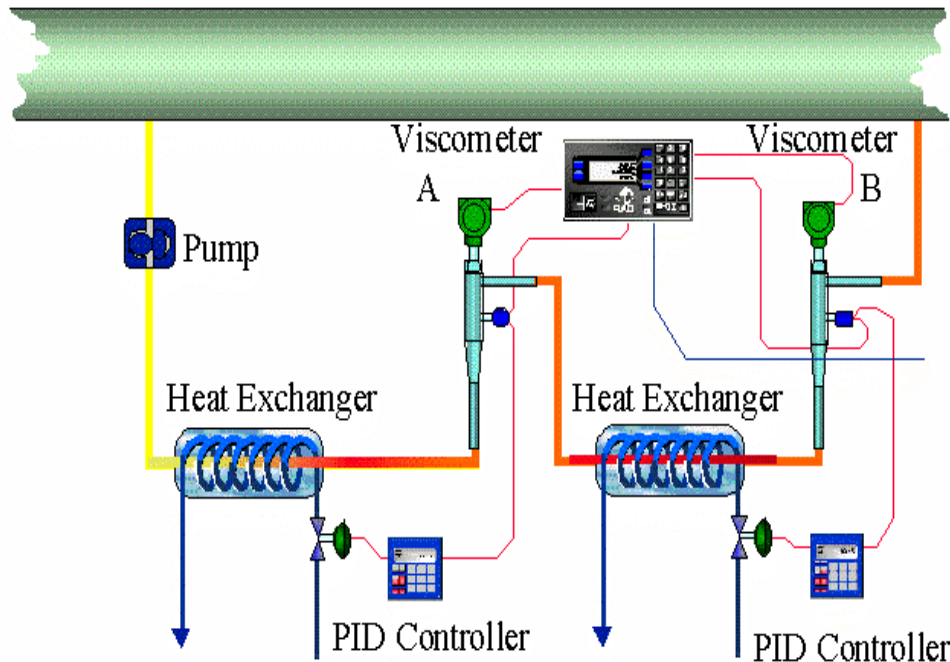 Viscometer
A
Viscometer
B
Pump
Heat Exchanger
Heat Exchanger
PID Controller
PID Controller